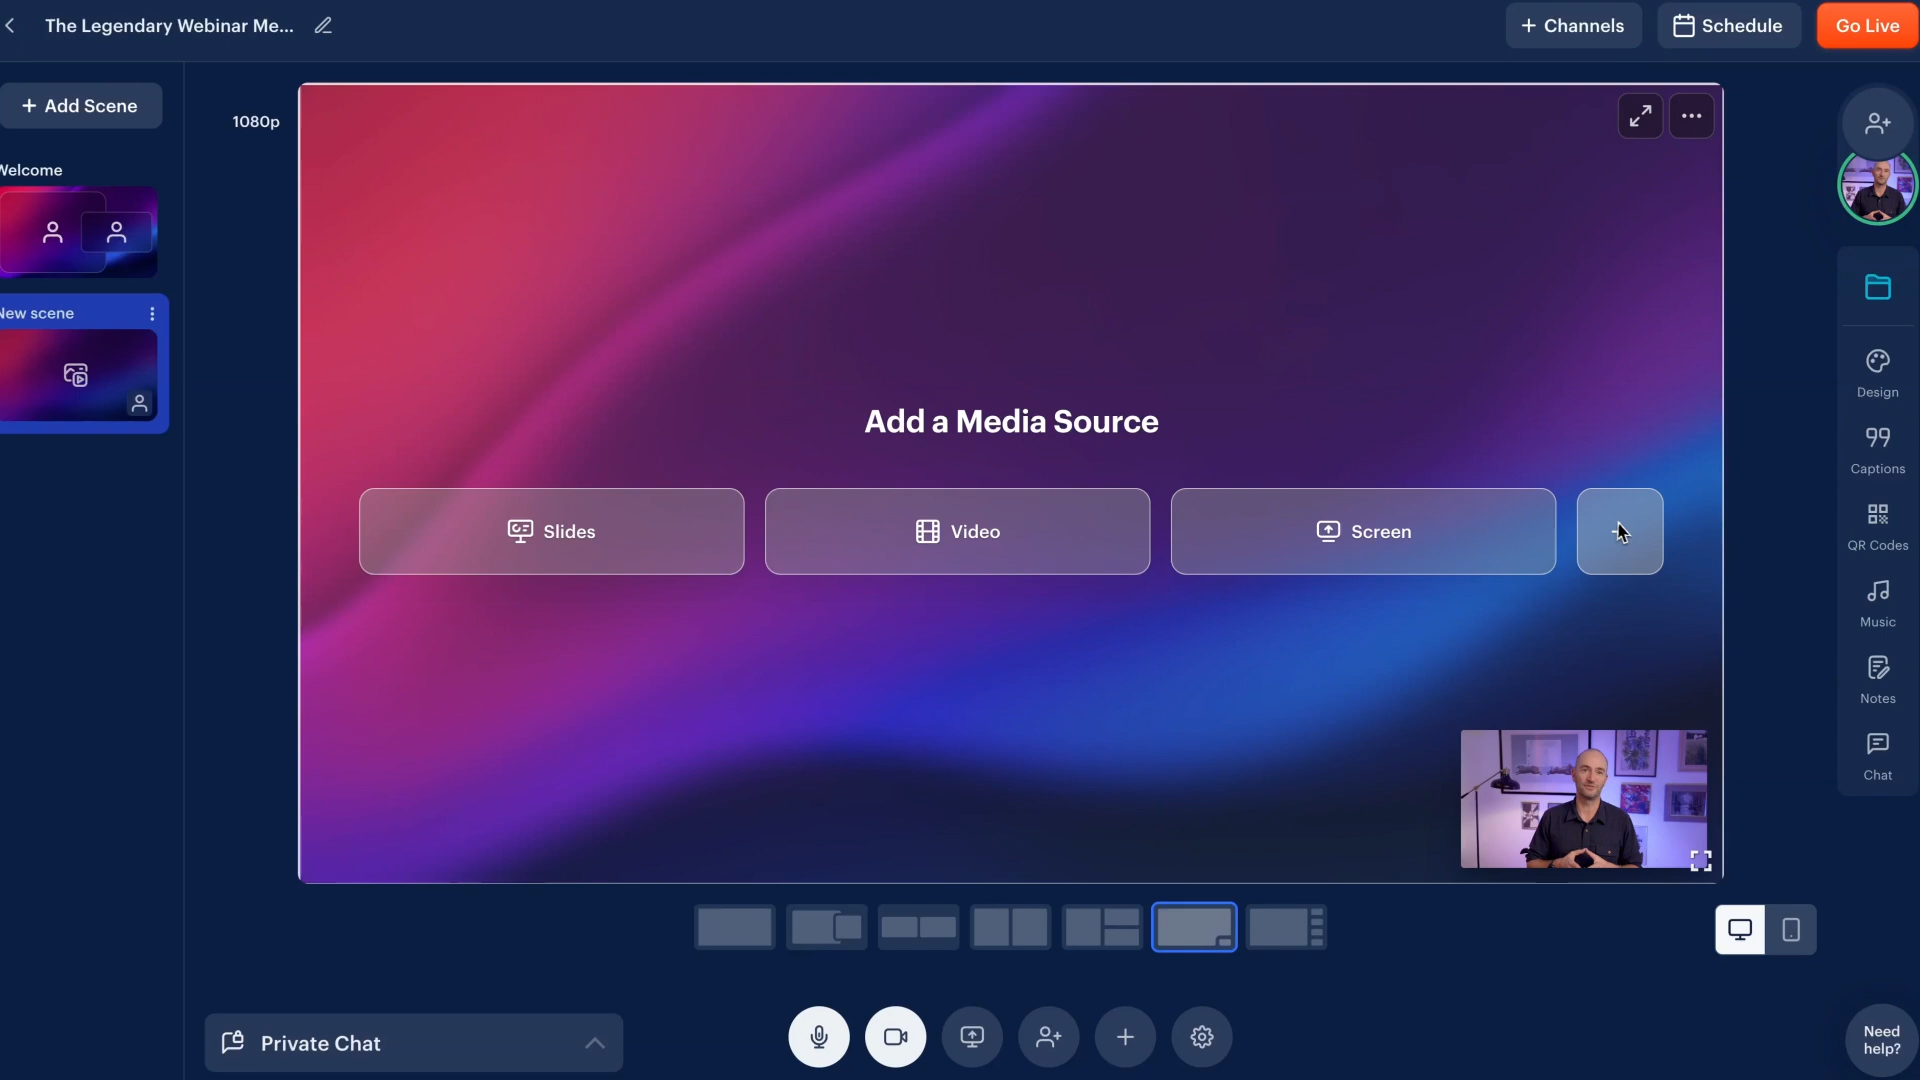 The Legendary Webinar Me...
+ Channels
Schedule
Go Live
+ Add Scene
1080p
Welcome
New scene
Add a Media Source
Slides
Video
Screen
Design
Captions
QR Codes
Music
Notes
Chat
Private Chat
Need
help?